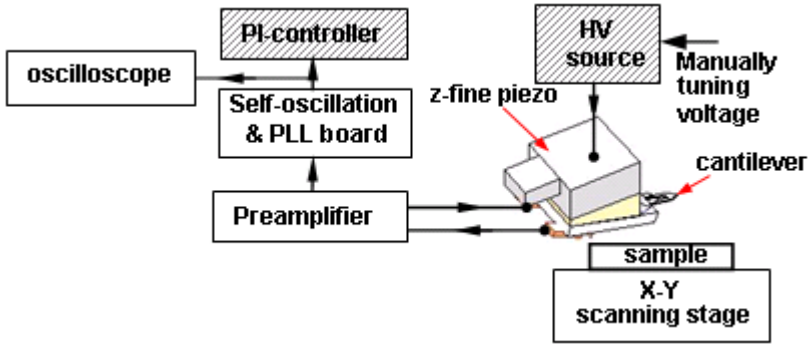 PI-controller
HV
source
oscilloscope
Manually
tuning
voltage
z-fine piezo
Self-oscillation
& PLL board
cantilever
Preamplifier
sample
X-Y
scanning stage